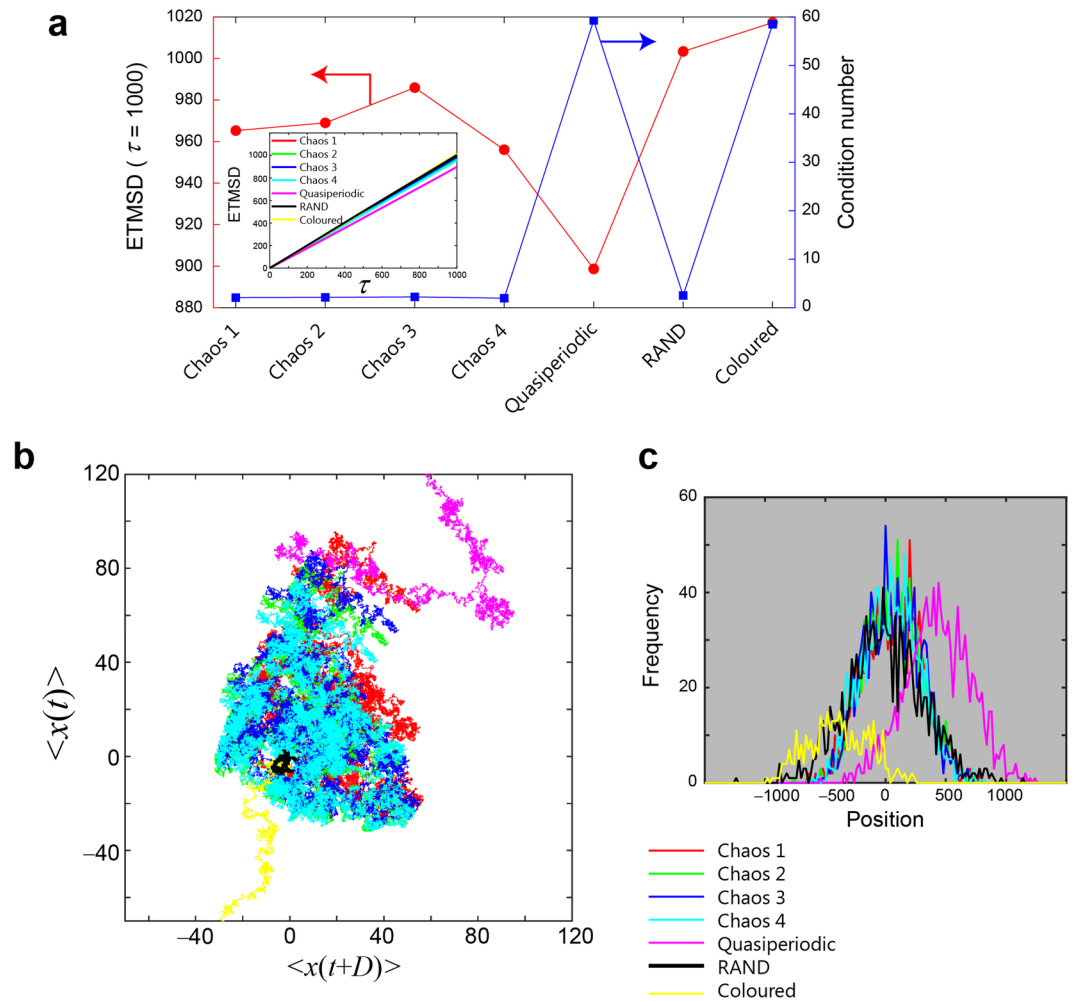 a
1020
1000
980
960
940
920
900
880
ETMSD ( τ = 1000)
60
50
40
30
20
10
0
Condition number
Chaos 1
Chaos 2
Chaos 3
Chaos 4
Quasiperiodic
RAND
Coloured
ETMSD
1000
800
600
400
200
0
0 200 400 600 800 1000
τ
Chaos 1
Chaos 2
Chaos 3
Chaos 4
Quasiperiodic
RAND
Coloured
b
120
80
40
0
−40
<x(t)>
−40 0 40 80 120
<x(t+D)>
c
60
40
20
0
Frequency
−1000 −500 0 500 1000
Position
Chaos 1
Chaos 2
Chaos 3
Chaos 4
Quasiperiodic
RAND
Coloured